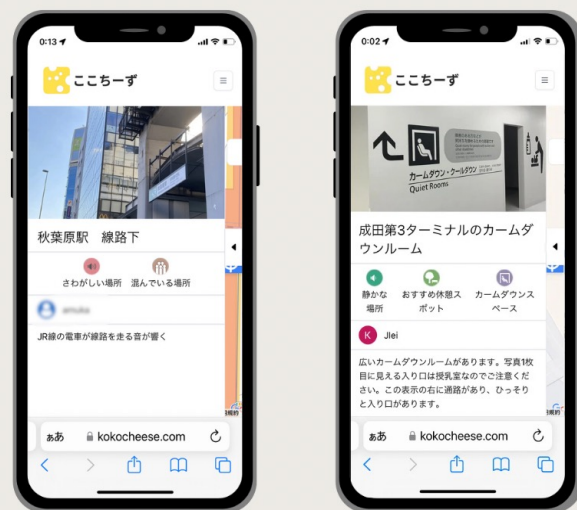 0:13
ここちーず
秋葉原駅 線路下
さわがしい場所 混んでいる場所
JR線の電車が線路を走る音が響く
ああ kokocheese.com
0:02
ここちーず
カームダウン・クールダウン
Quiet Rooms
成田第3ターミナルのカームダ
ウンルーム
静かな
場所
おすすめ休憩ス
ポット
カームダウンス
ペース
K Jlei
広いカームダウンルームがあります。写真1枚
目に見える入り口は授乳室なのでご注意くだ
さい。この表示の右に通路があり、ひっそり
と入り口があります。
ああ kokocheese.com